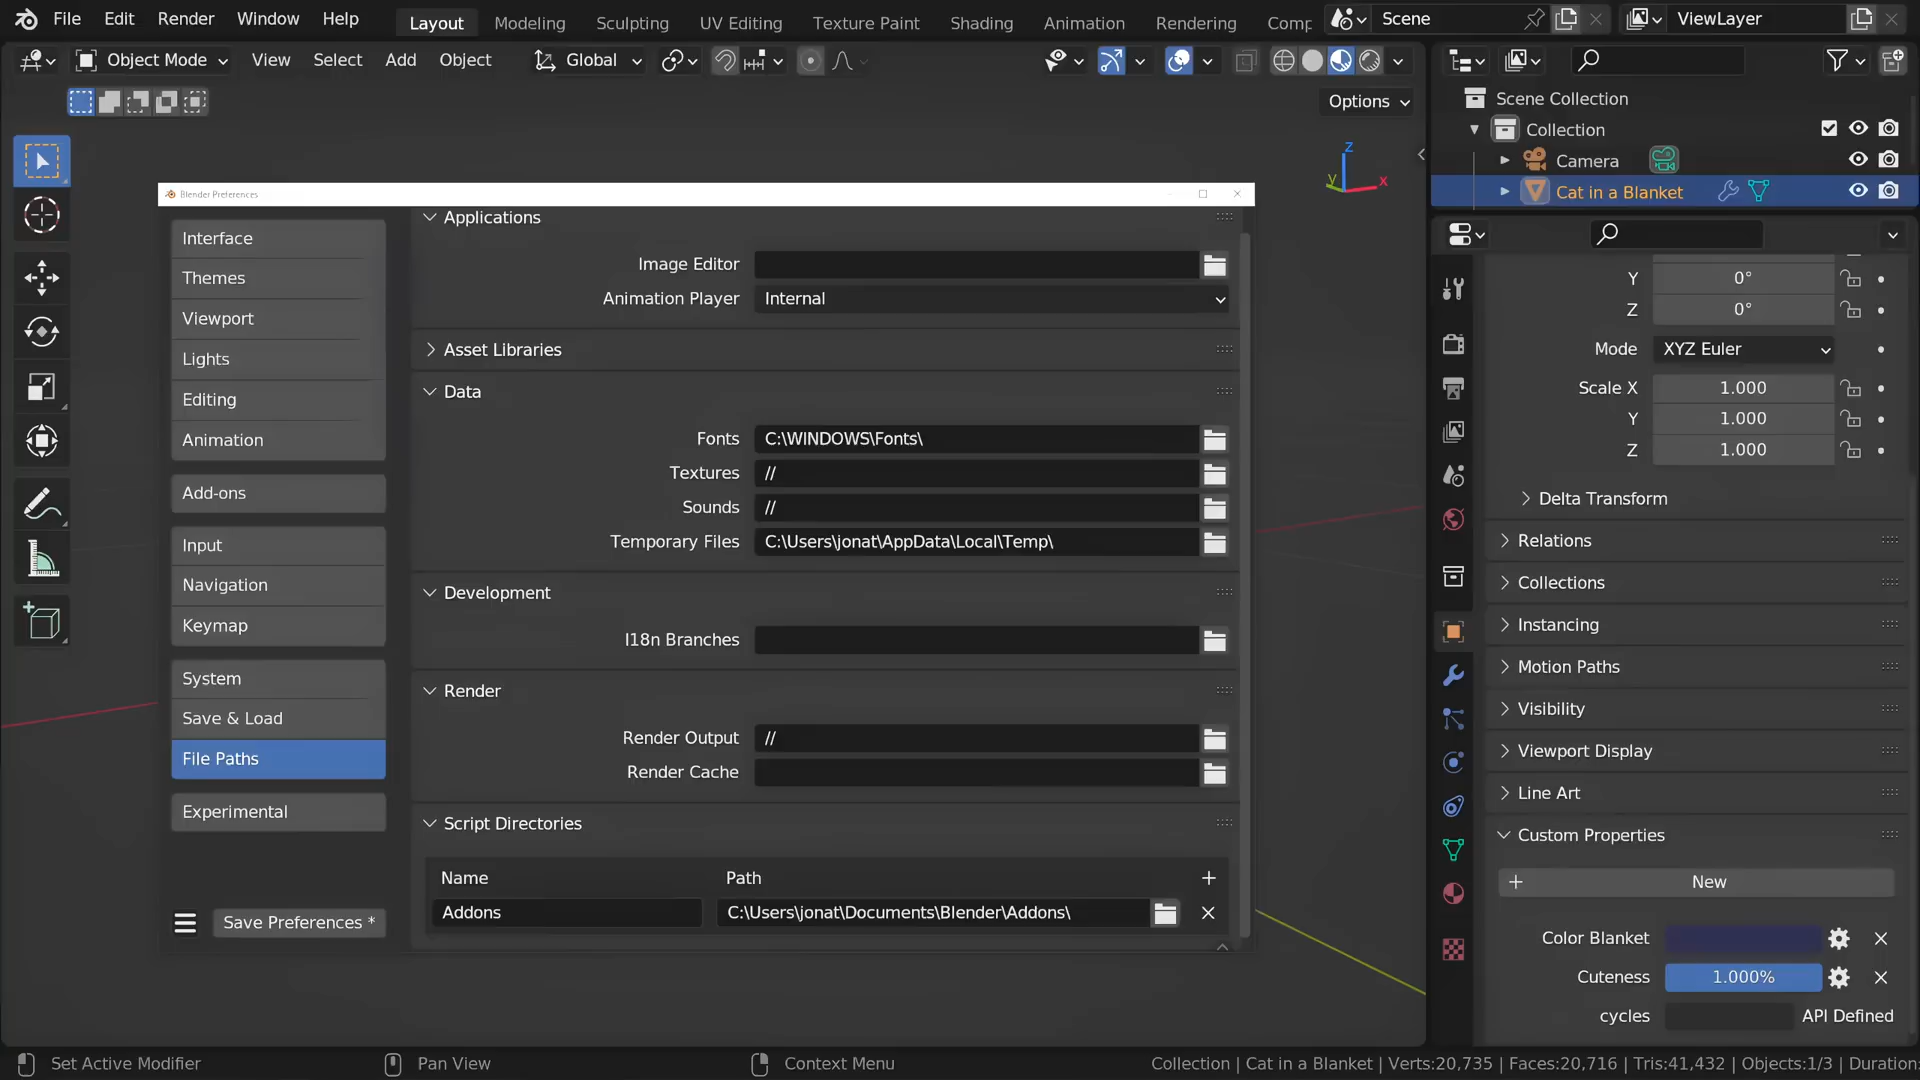 File Edit Render Window Help Layout Modeling Sculpting UV Editing Texture Paint Shading Animation Rendering Comp Scene ViewLayer
Object Mode View Select Add Object Global
Options
Z
Y
X
Scene Collection
Collection
Camera
Cat in a Blanket
Blender Preferences
Interface
Themes
Viewport
Lights
Editing
Animation
Add-ons
Input
Navigation
Keymap
System
Save & Load
File Paths
Experimental
Save Preferences *
Applications
Image Editor
Animation Player Internal
Asset Libraries
Data
Fonts C:\WINDOWS\Fonts\
Textures //
Sounds //
Temporary Files C:\Users\jonat\AppData\Local\Temp\
Development
I18n Branches
Render
Render Output //
Render Cache
Script Directories
Name Path
Addons C:\Users\jonat\Documents\Blender\Addons\
Y 0°
Z 0°
Mode XYZ Euler
Scale X 1.000
Y 1.000
Z 1.000
Delta Transform
Relations
Collections
Instancing
Motion Paths
Visibility
Viewport Display
Line Art
Custom Properties
New
Color Blanket
Cuteness 1.000%
cycles API Defined
Set Active Modifier Pan View Context Menu Collection | Cat in a Blanket | Verts:20,735 | Faces:20,716 | Tris:41,432 | Objects:1/3 | Duration: